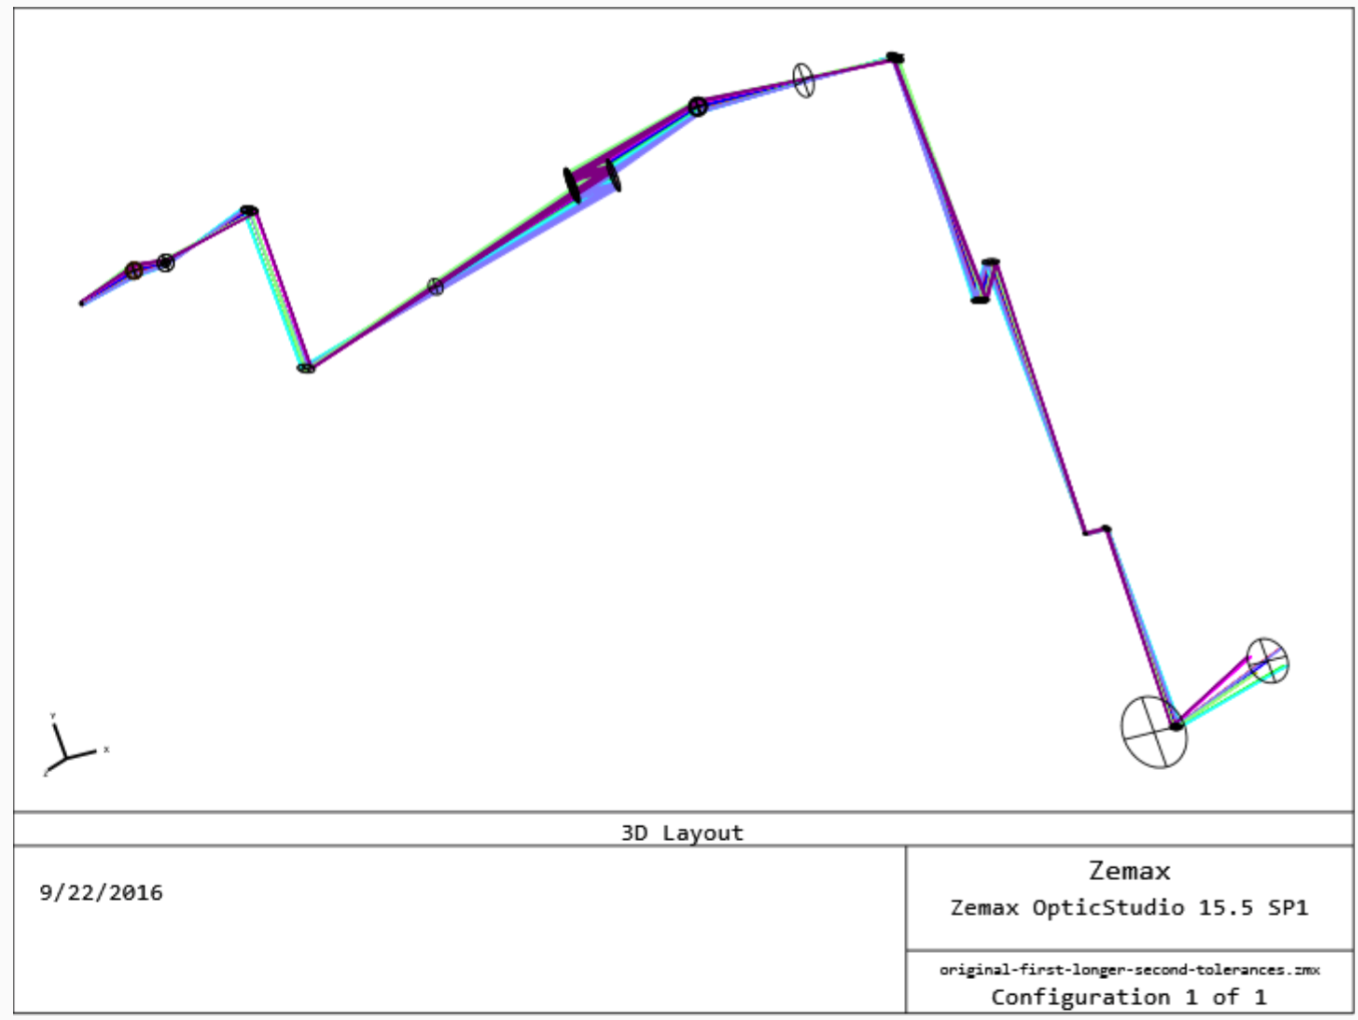 Y
X
Z
3D Layout
9/22/2016
Zemax
Zemax OpticStudio 15.5 SP1
original-first-longer-second-tolerances.zmx
Configuration 1 of 1